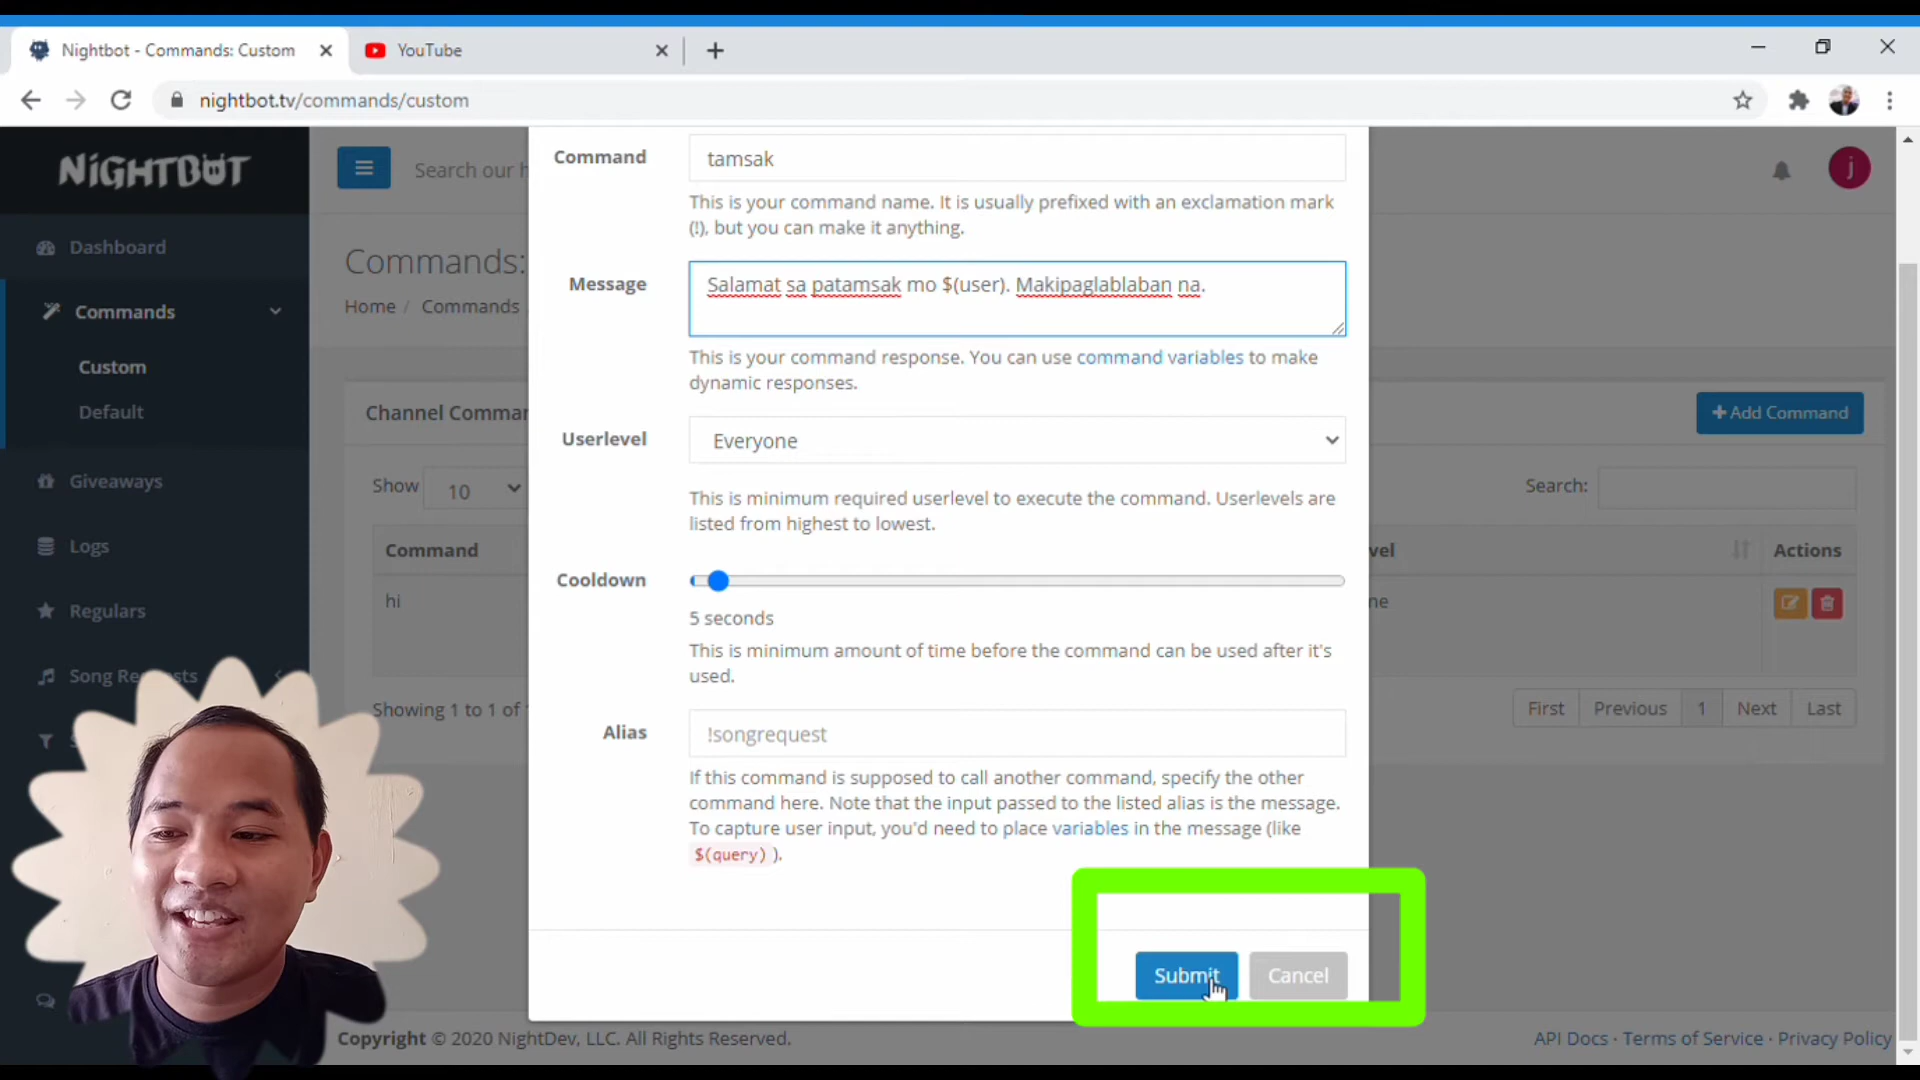 Nightbot - Commands: Custom
YouTube
nightbot.tv/commands/custom
NiGHTBOT
Search our h
j
Dashboard
Commands
Custom
Default
Giveaways
Logs
Regulars
Song Re sts
Commands:
Home / Commands
Channel Comman
+ Add Command
Show 10
Search:
Command
vel
Actions
hi
ne
Showing 1 to 1 of
First Previous 1 Next Last
Command
tamsak
This is your command name. It is usually prefixed with an exclamation mark
(!), but you can make it anything.
Message
Salamat sa patamsak mo $(user). Makipaglablaban na.
This is your command response. You can use command variables to make
dynamic responses.
Userlevel
Everyone
This is minimum required userlevel to execute the command. Userlevels are
listed from highest to lowest.
Cooldown
5 seconds
This is minimum amount of time before the command can be used after it's
used.
Alias
!songrequest
If this command is supposed to call another command, specify the other
command here. Note that the input passed to the listed alias is the message.
To capture user input, you'd need to place variables in the message (like
$(query) ).
Submit
Cancel
Copyright © 2020 NightDev, LLC. All Rights Reserved.
API Docs · Terms of Service · Privacy Policy